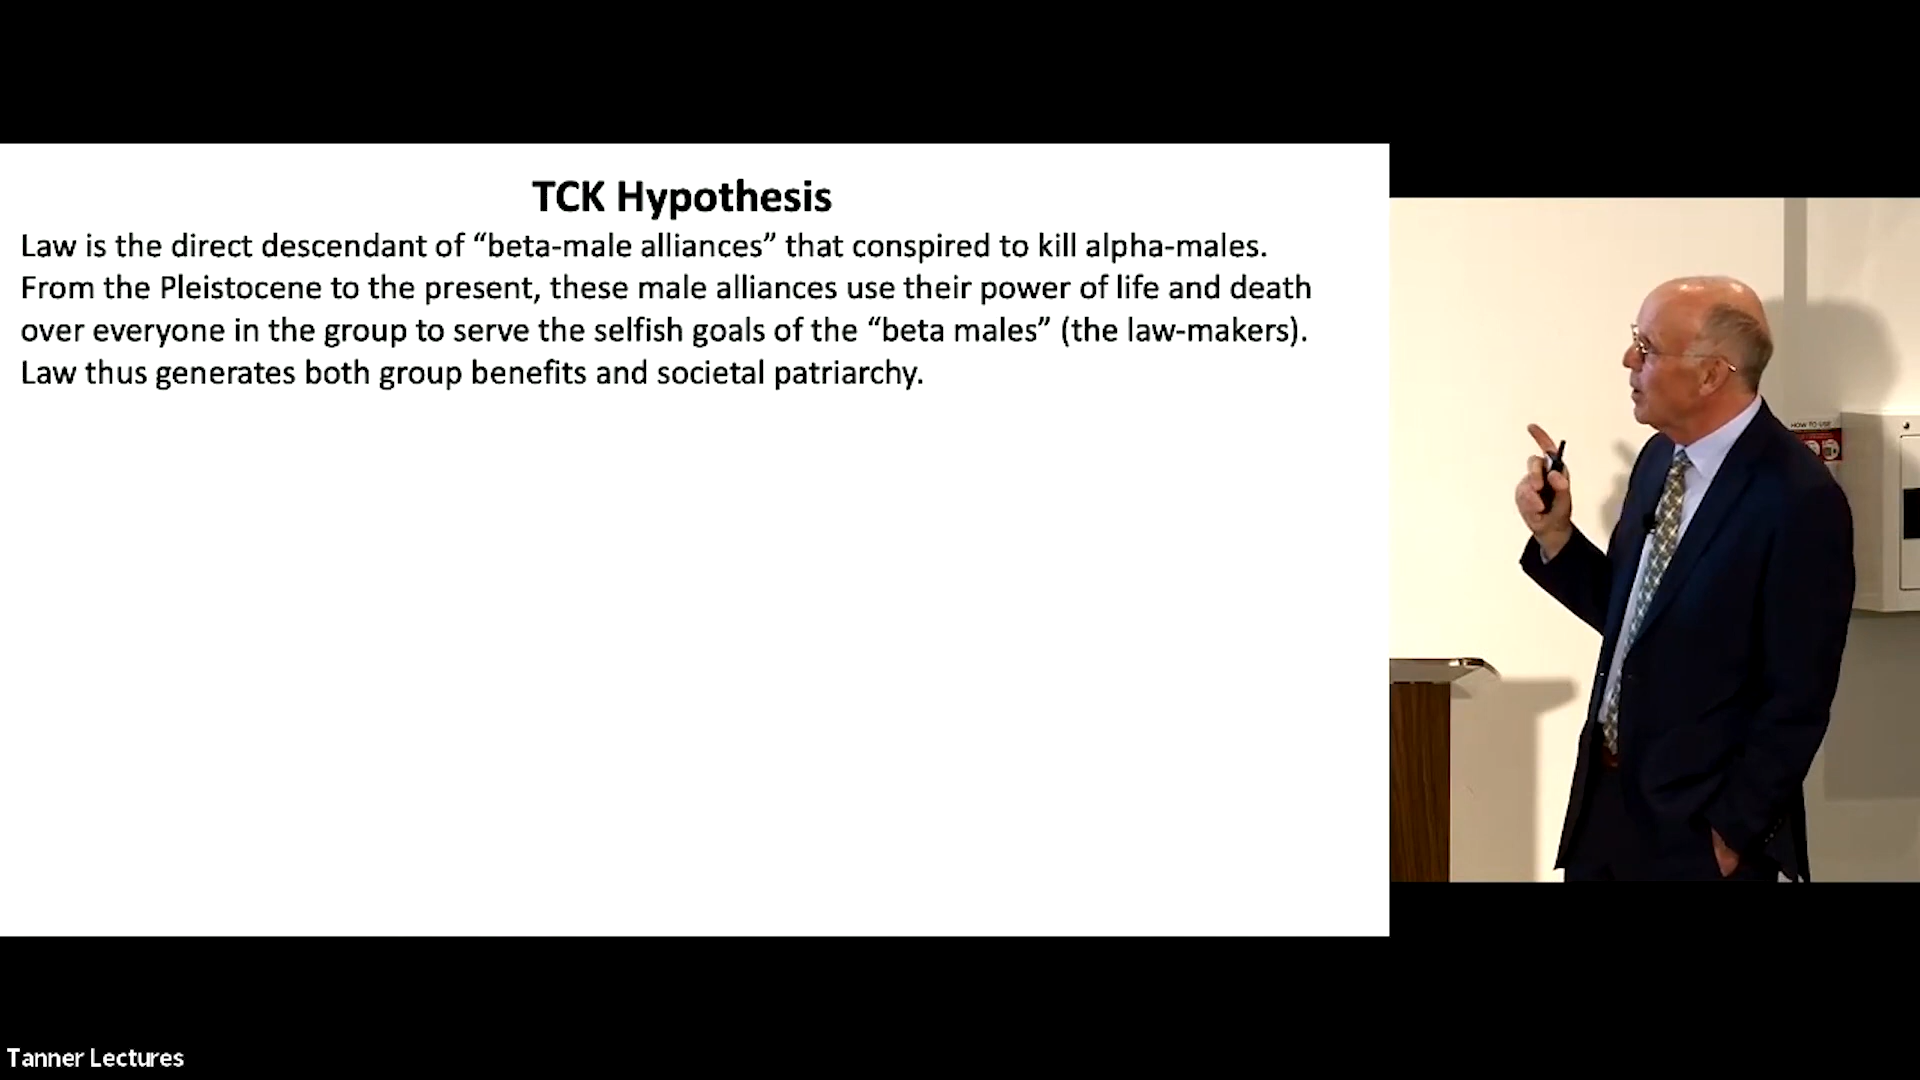 TCK Hypothesis
Law is the direct descendant of “beta-male alliances” that conspired to kill alpha-males.
From the Pleistocene to the present, these male alliances use their power of life and death
over everyone in the group to serve the selfish goals of the “beta males” (the law-makers).
Law thus generates both group benefits and societal patriarchy.
HOW TO USE
Tanner Lectures